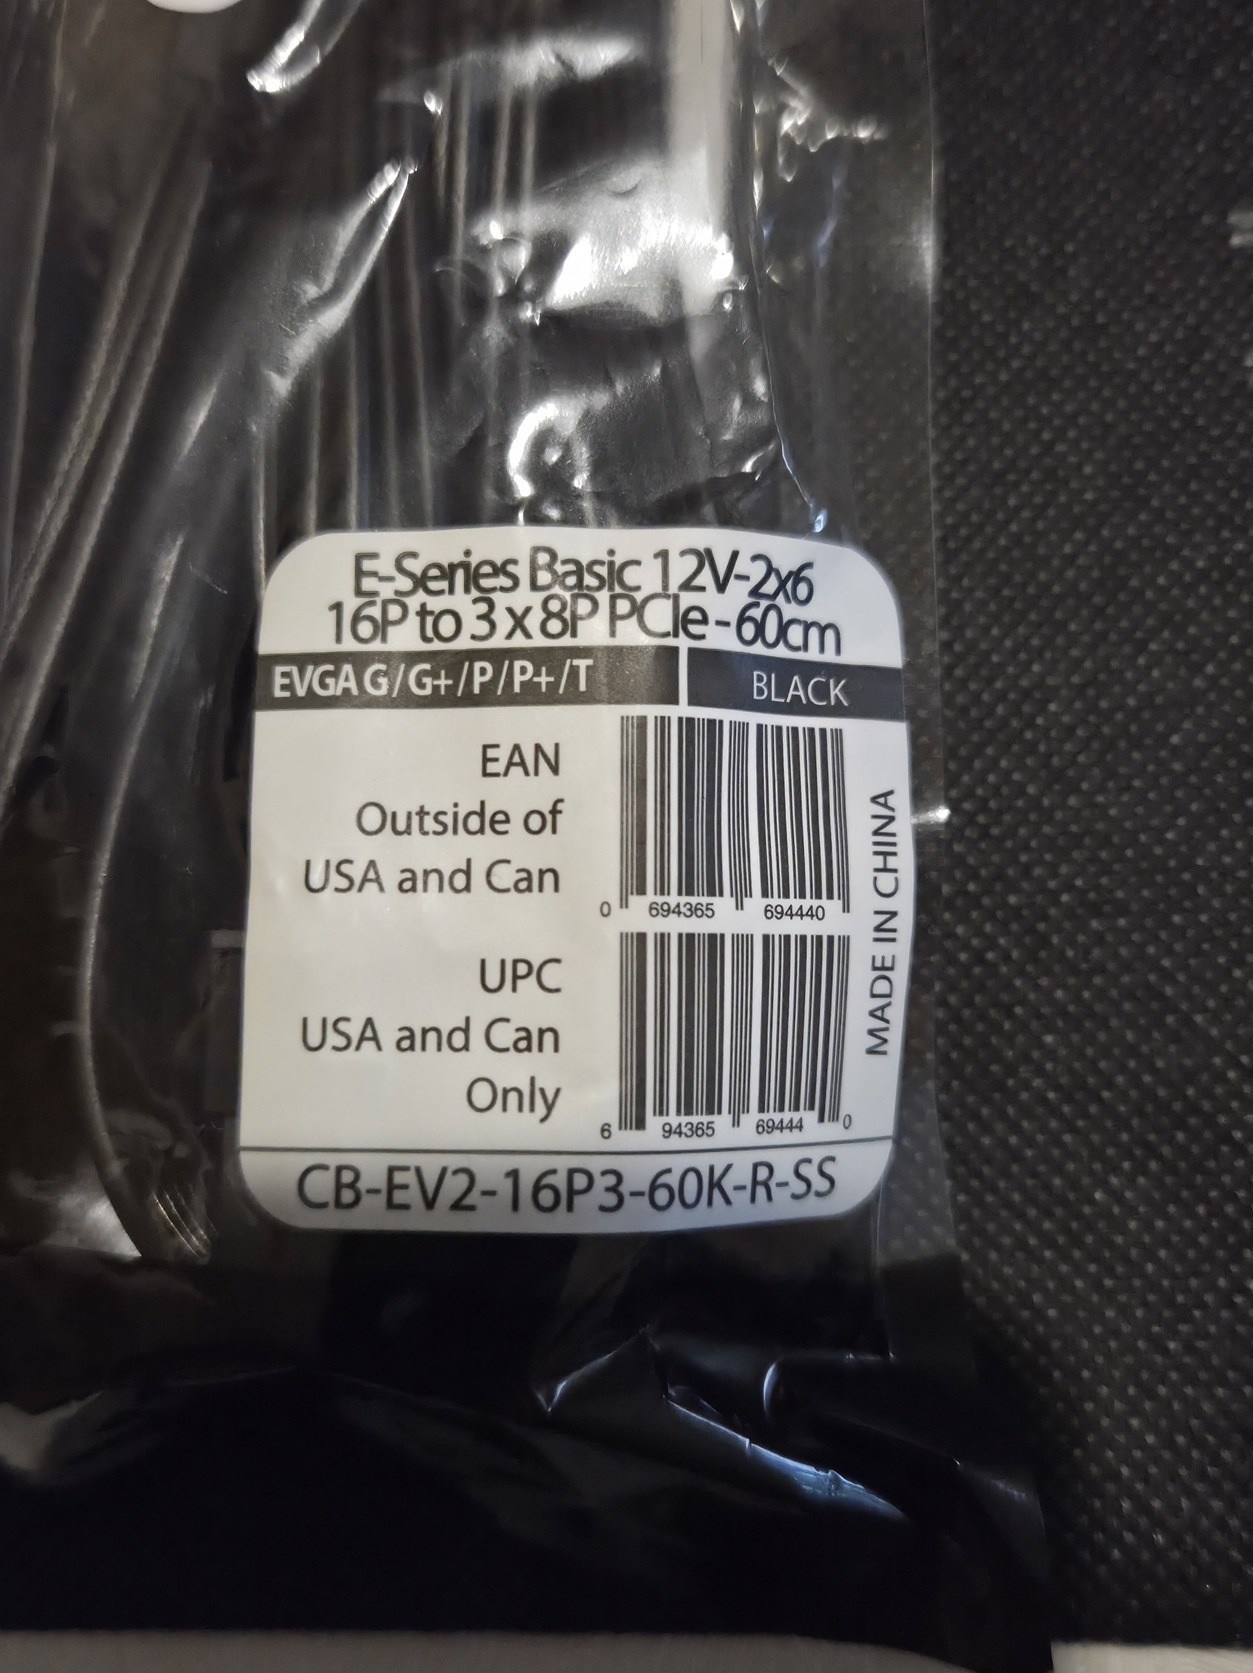 E-Series Basic 12V-2x6
16P to 3 x 8P PCIe - 60cm
EVGA G/G+/P/P+/T
BLACK
EAN
Outside of
USA and Can
0 694365 694440
UPC
USA and Can
Only
6 94365 69444 0
MADE IN CHINA
CB-EV2-16P3-60K-R-SS